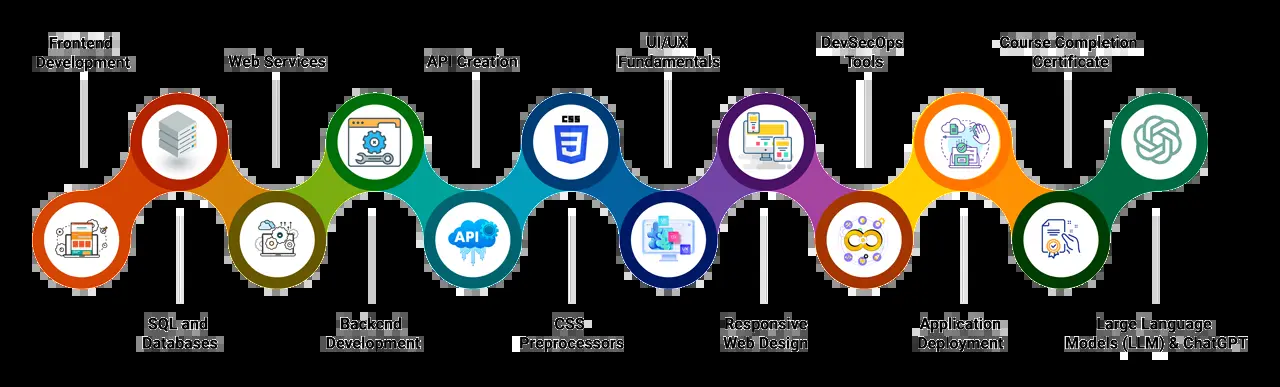 Frontend
Development
Web Services
API Creation
UI/UX
Fundamentals
DevSecOps
Tools
Course Completion
Certificate
CSS
API
SQL and
Databases
Backend
Development
CSS
Preprocessors
Responsive
Web Design
Application
Deployment
Large Language
Models (LLM) & ChatGPT